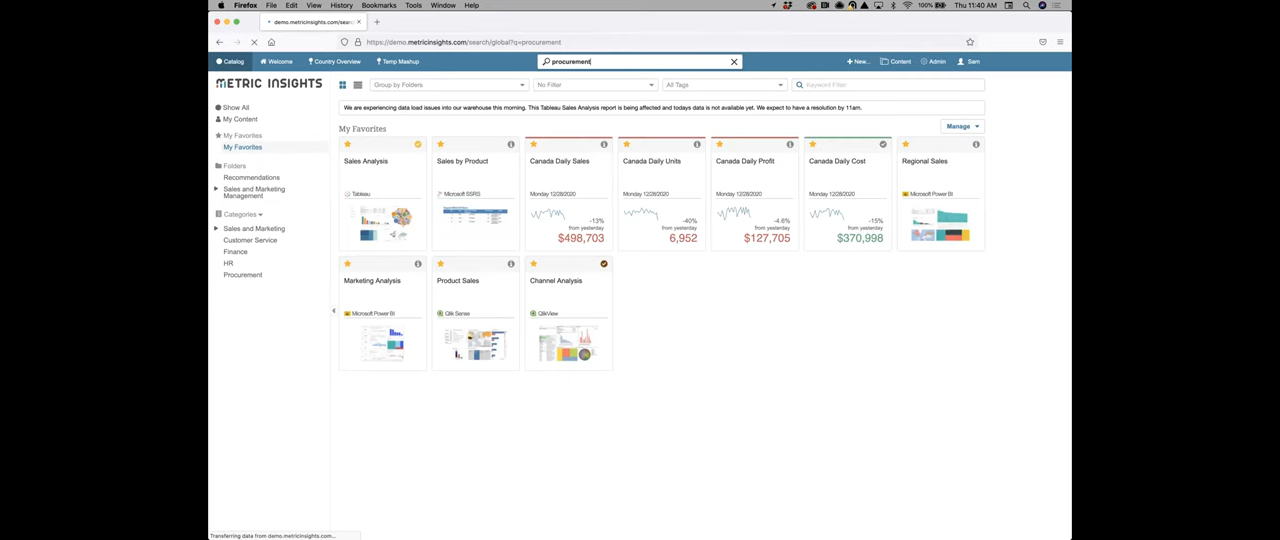 Firefox File Edit View History Bookmarks Tools Window Help 100% Thu 11:40 AM
demo.metricinsights.com/sear
https://demo.metricinsights.com/search/global?q=procurement
Catalog Welcome Country Overview Temp Mashup procurement New... Content Admin Sam
METRIC INSIGHTS
Group by Folders No Filter All Tags Keyword Filter
Show All
My Content
My Favorites
My Favorites
Folders
Recommendations
Sales and Marketing
Management
Categories
Sales and Marketing
Customer Service
Finance
HR
Procurement
We are experiencing data load issues into our warehouse this morning. This Tableau Sales Analysis report is being affected and todays data is not available yet. We expect to have a resolution by 11am.
My Favorites
Manage
Sales Analysis
Tableau
Sales by Product
Microsoft SSRS
Canada Daily Sales
Monday 12/28/2020
-13%
from yesterday
$498,703
Canada Daily Units
Monday 12/28/2020
-40%
from yesterday
6,952
Canada Daily Profit
Monday 12/28/2020
-4.6%
from yesterday
$127,705
Canada Daily Cost
Monday 12/28/2020
-15%
from yesterday
$370,998
Regional Sales
Microsoft Power BI
Marketing Analysis
Microsoft Power BI
Product Sales
Qlik Sense
Channel Analysis
QlikView
Transferring data from demo.metricinsights.com...